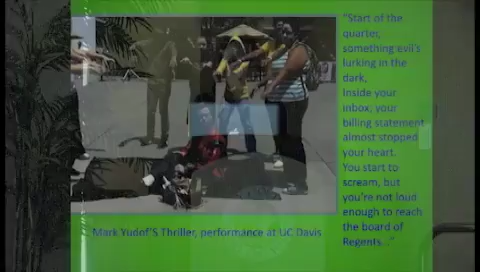 "Start of the
quarter,
something evil's
lurking in the
dark,
Inside your
inbox, your
billing statement
almost stopped
your heart.
You start to
scream, but
you're not loud
enough to reach
the board of
Regents..."
Mark Yudof'S Thriller, performance at UC Davis